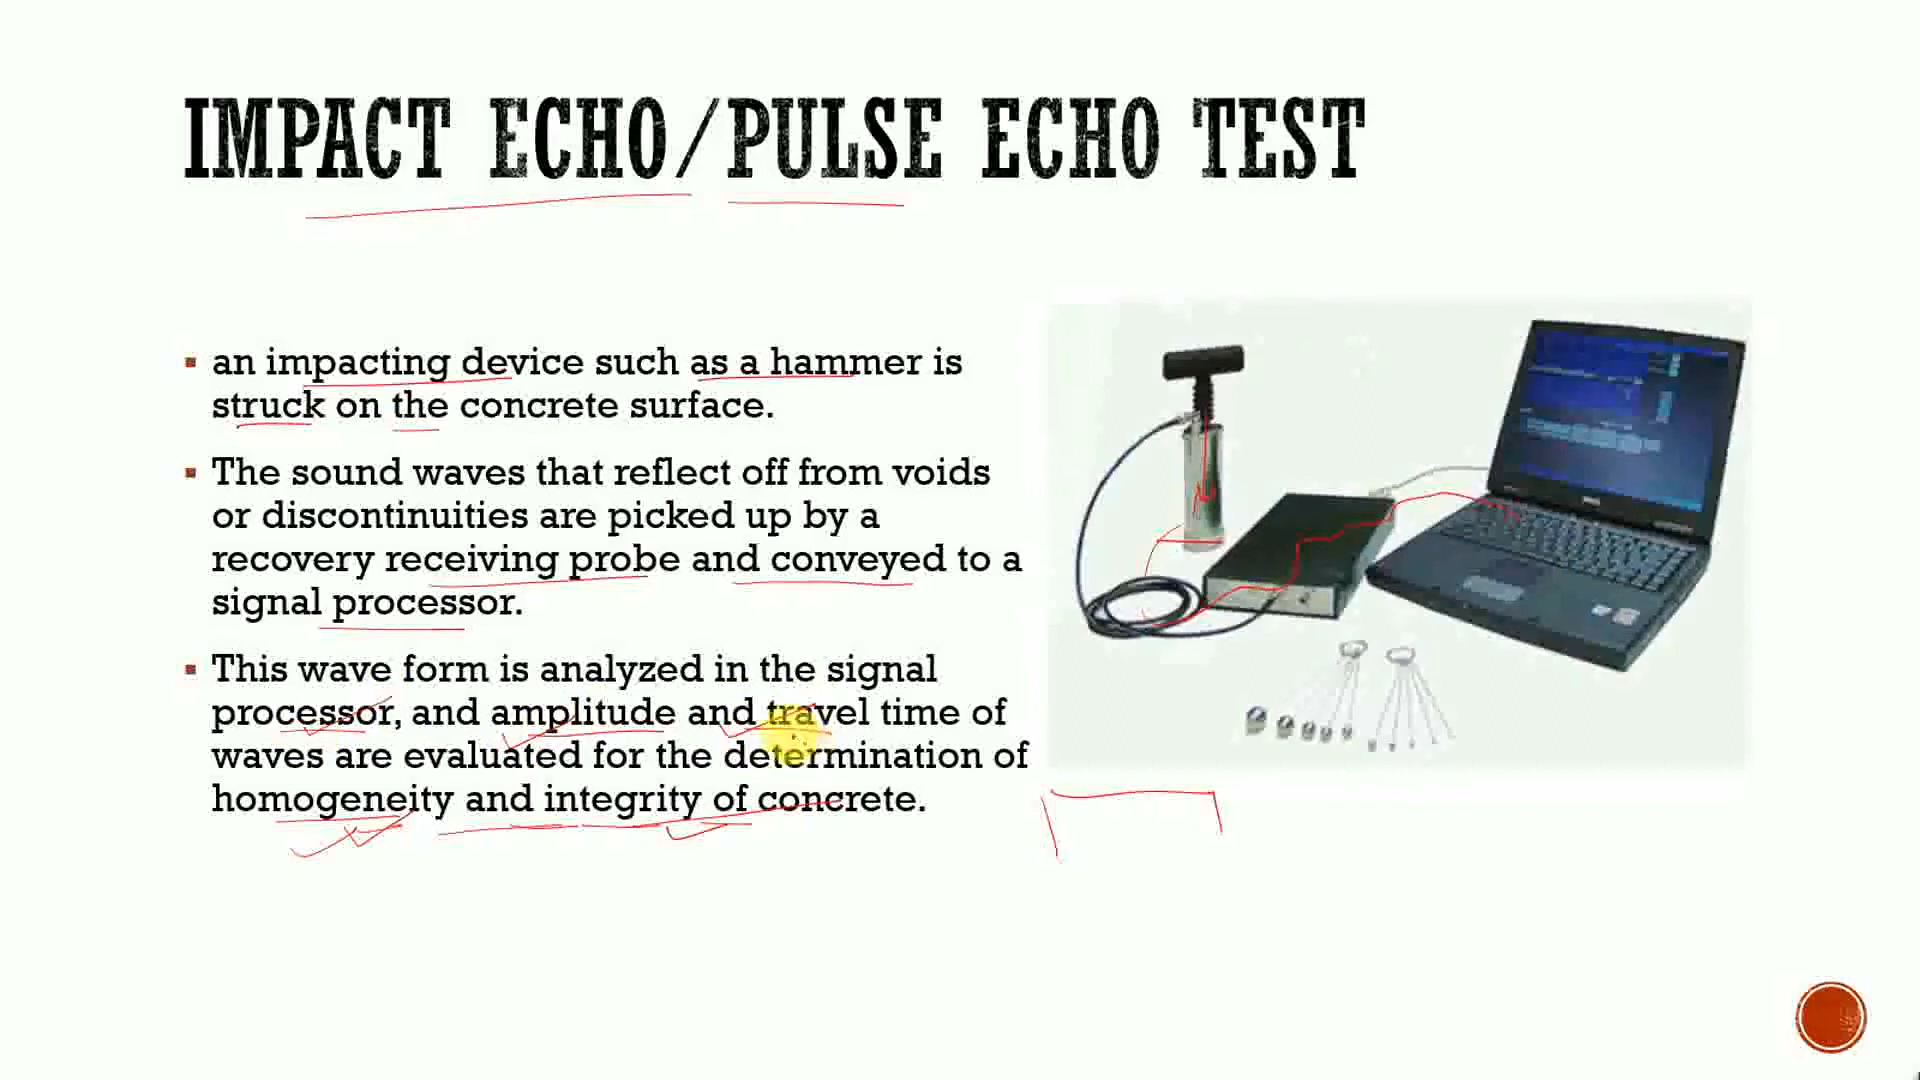 IMPACT ECHO/PULSE ECHO TEST
an impacting device such as a hammer is
struck on the concrete surface.
The sound waves that reflect off from voids
or discontinuities are picked up by a
recovery receiving probe and conveyed to a
signal processor.
This wave form is analyzed in the signal
processor, and amplitude and travel time of
waves are evaluated for the determination of
homogeneity and integrity of concrete.